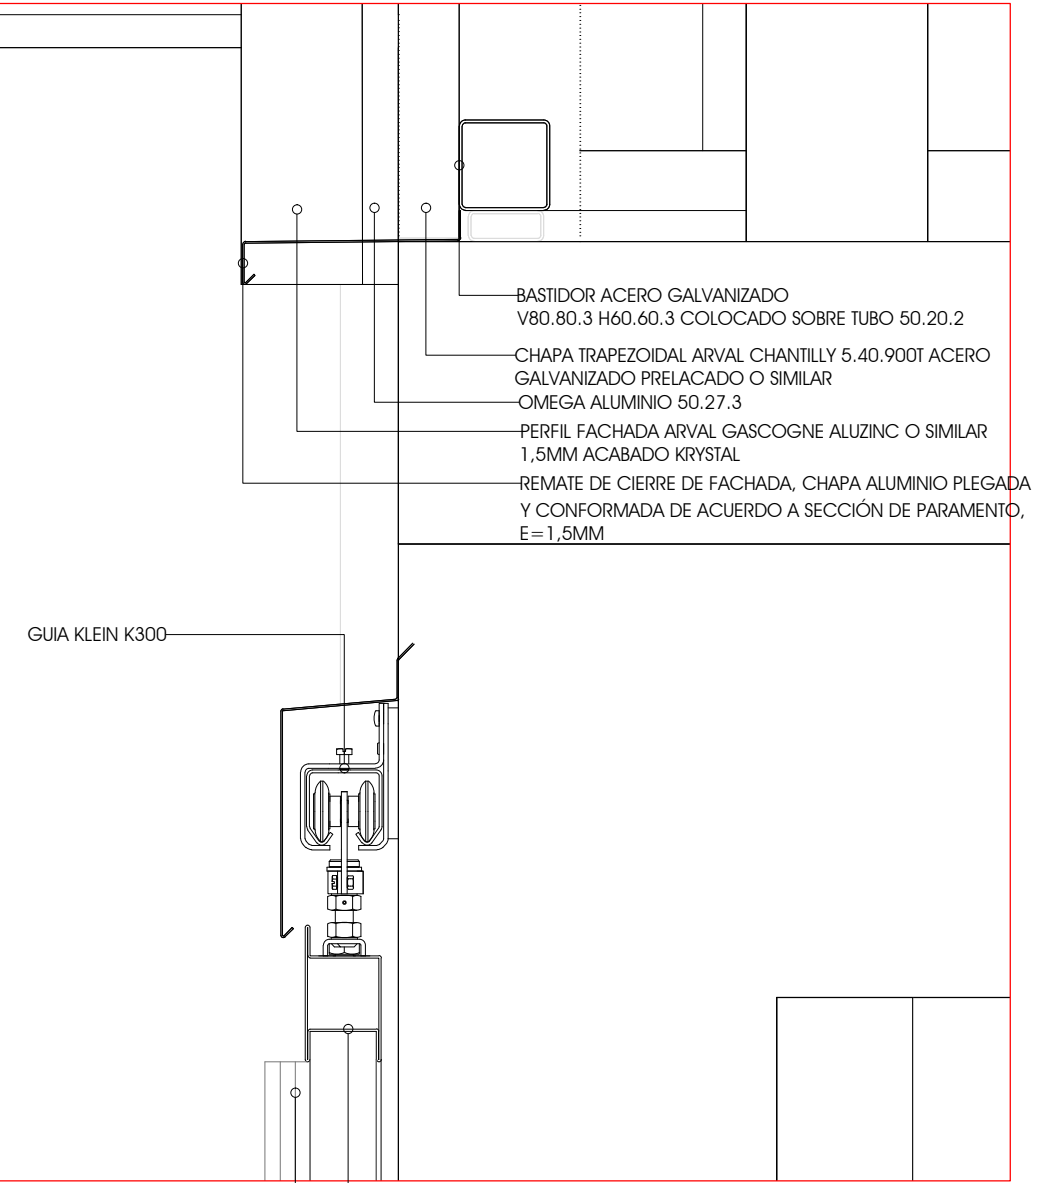 BASTIDOR ACERO GALVANIZADO
V80.80.3 H60.60.3 COLOCADO SOBRE TUBO 50.20.2
CHAPA TRAPEZOIDAL ARVAL CHANTILLY 5.40.900T ACERO
GALVANIZADO PRELACADO O SIMILAR
OMEGA ALUMINIO 50.27.3
PERFIL FACHADA ARVAL GASCOGNE ALUZINC O SIMILAR
1,5MM ACABADO KRYSTAL
REMATE DE CIERRE DE FACHADA, CHAPA ALUMINIO PLEGADA
Y CONFORMADA DE ACUERDO A SECCIÓN DE PARAMENTO,
E=1,5MM
GUIA KLEIN K300